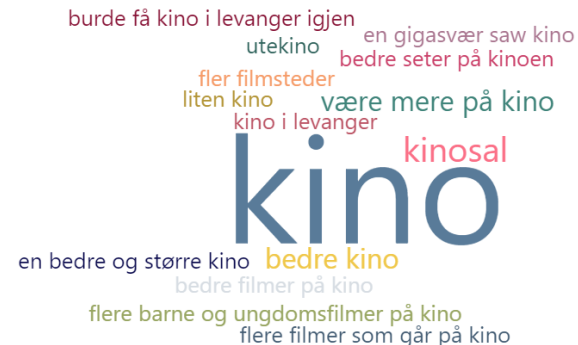 burde få kino i levanger igjen
en gigasvær saw kino
utekino
bedre seter på kinoen
fler filmsteder
liten kino
være mere på kino
kino i levanger
kinosal
kino
en bedre og større kino
bedre kino
bedre filmer på kino
flere barne og ungdomsfilmer på kino
flere filmer som går på kino